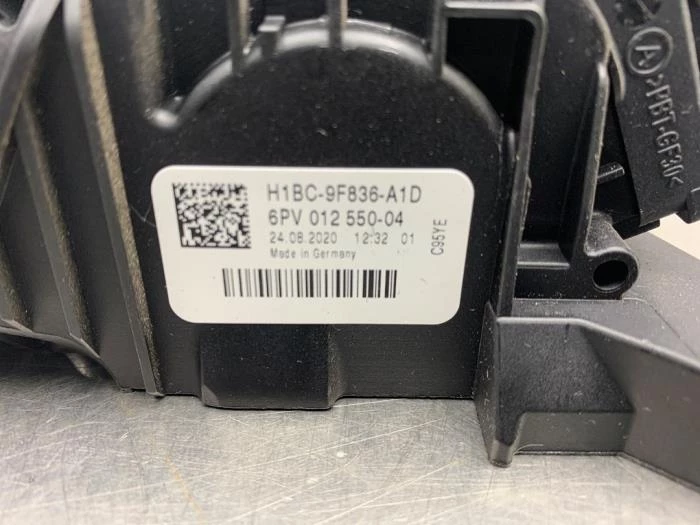 H1BC-9F836-A1D
6PV 012 550-04
24.08.2020 12:32 01
Made in Germany
C95YE
A >PBT-GF30<